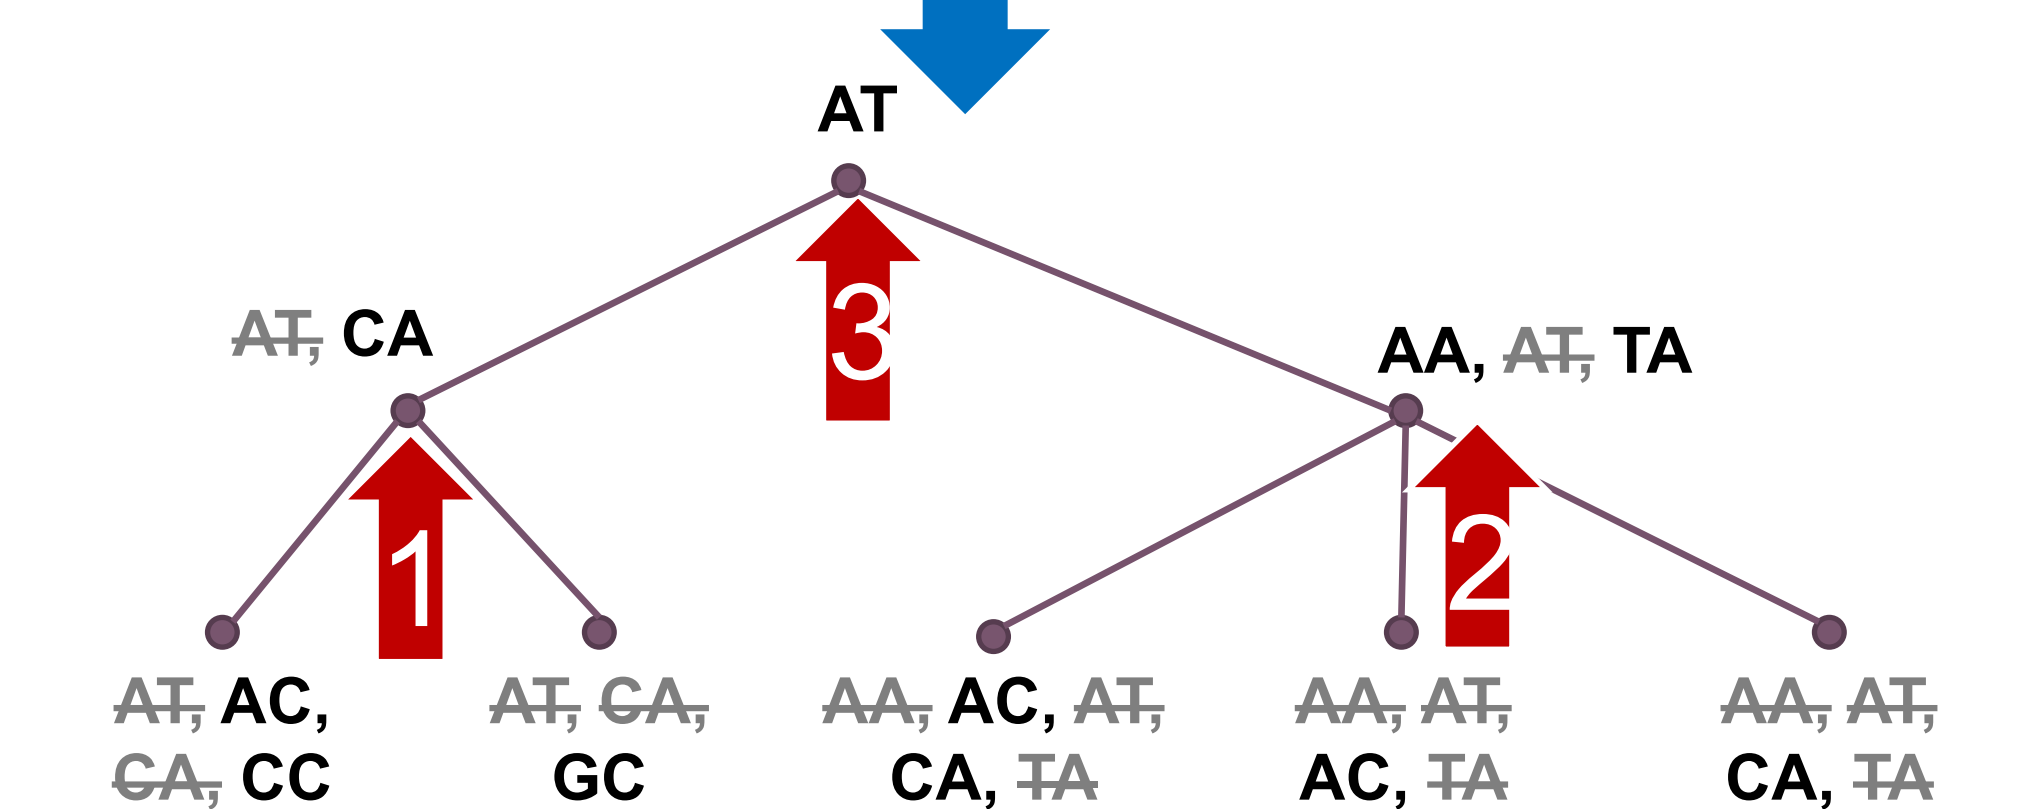 AT
3
AT, CA
AA, AT, TA
1
2
AT, AC,
CA, CC
AT, CA,
GC
AA, AC, AT,
CA, TA
AA, AT,
AC, TA
AA, AT,
CA, TA